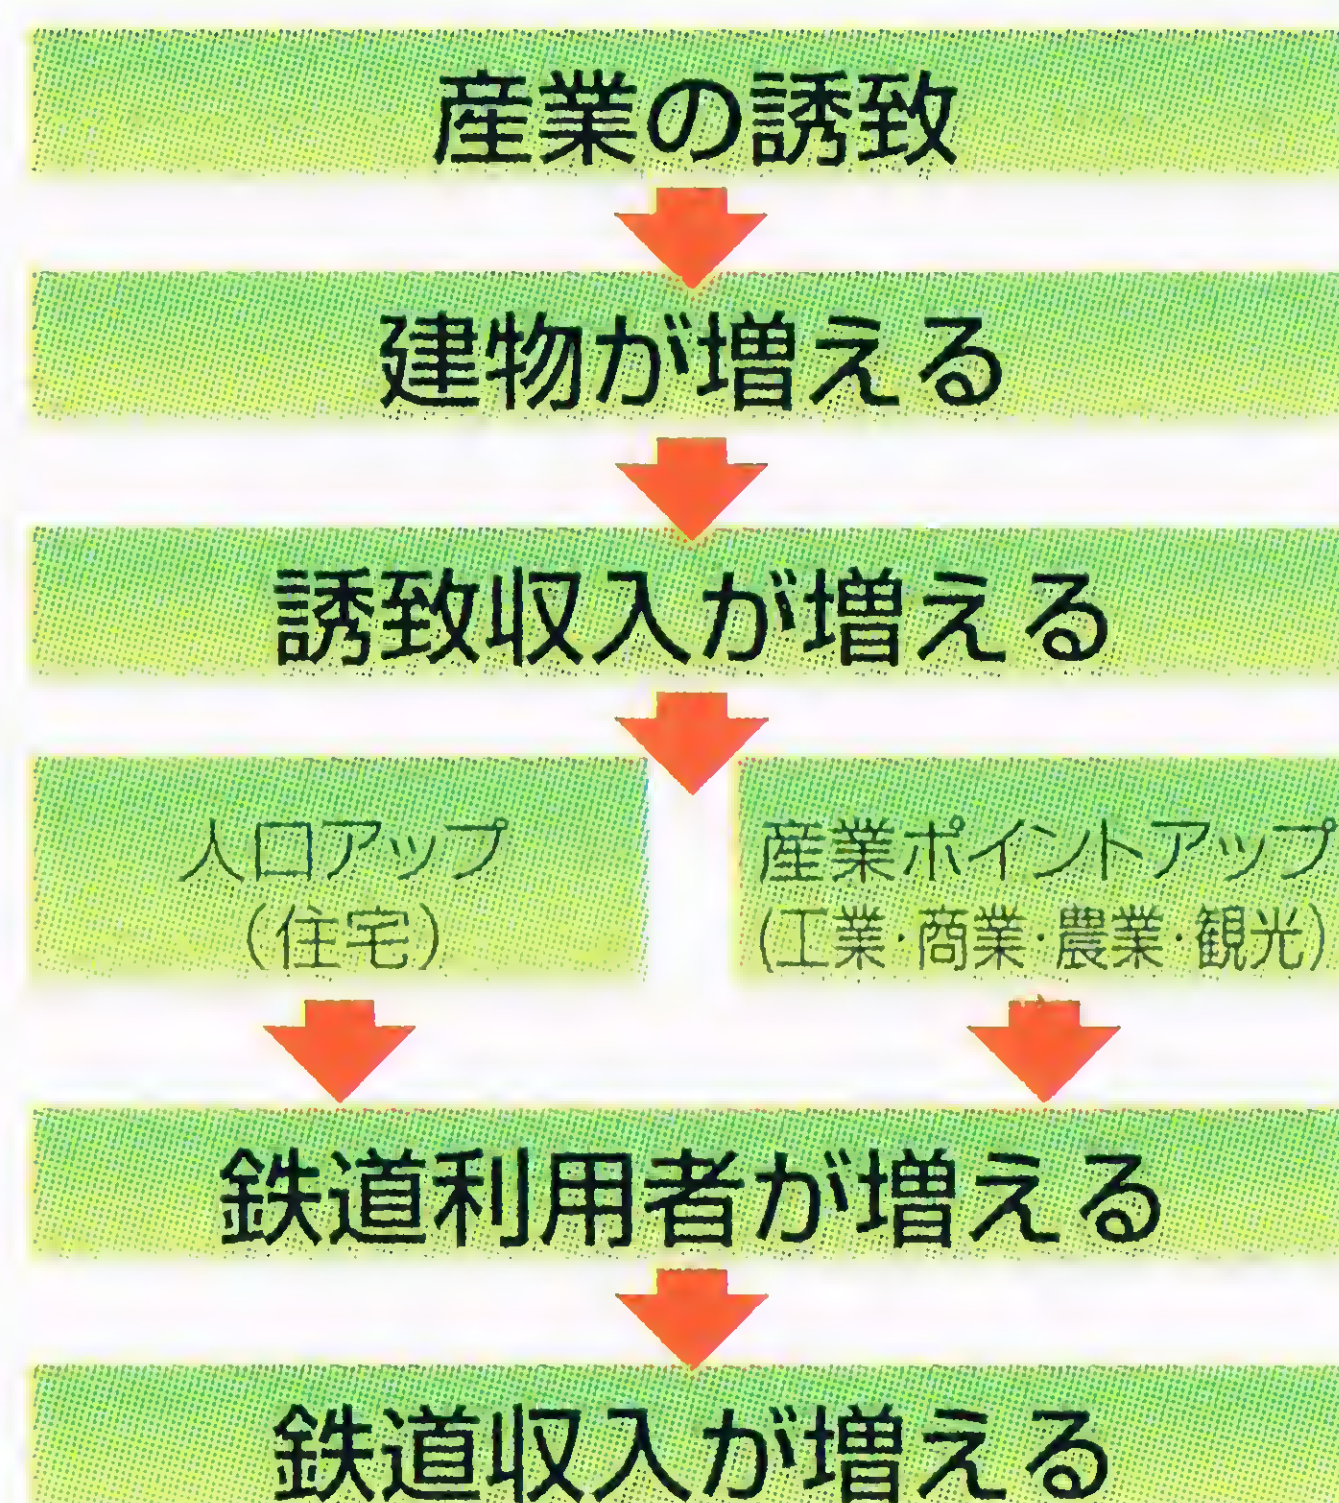 産業の誘致
建物が増える
誘致収入が増える
人口アップ
(住宅)
産業ポイントアップ
(工業・商業・農業・観光)
鉄道利用者が増える
鉄道収入が増える